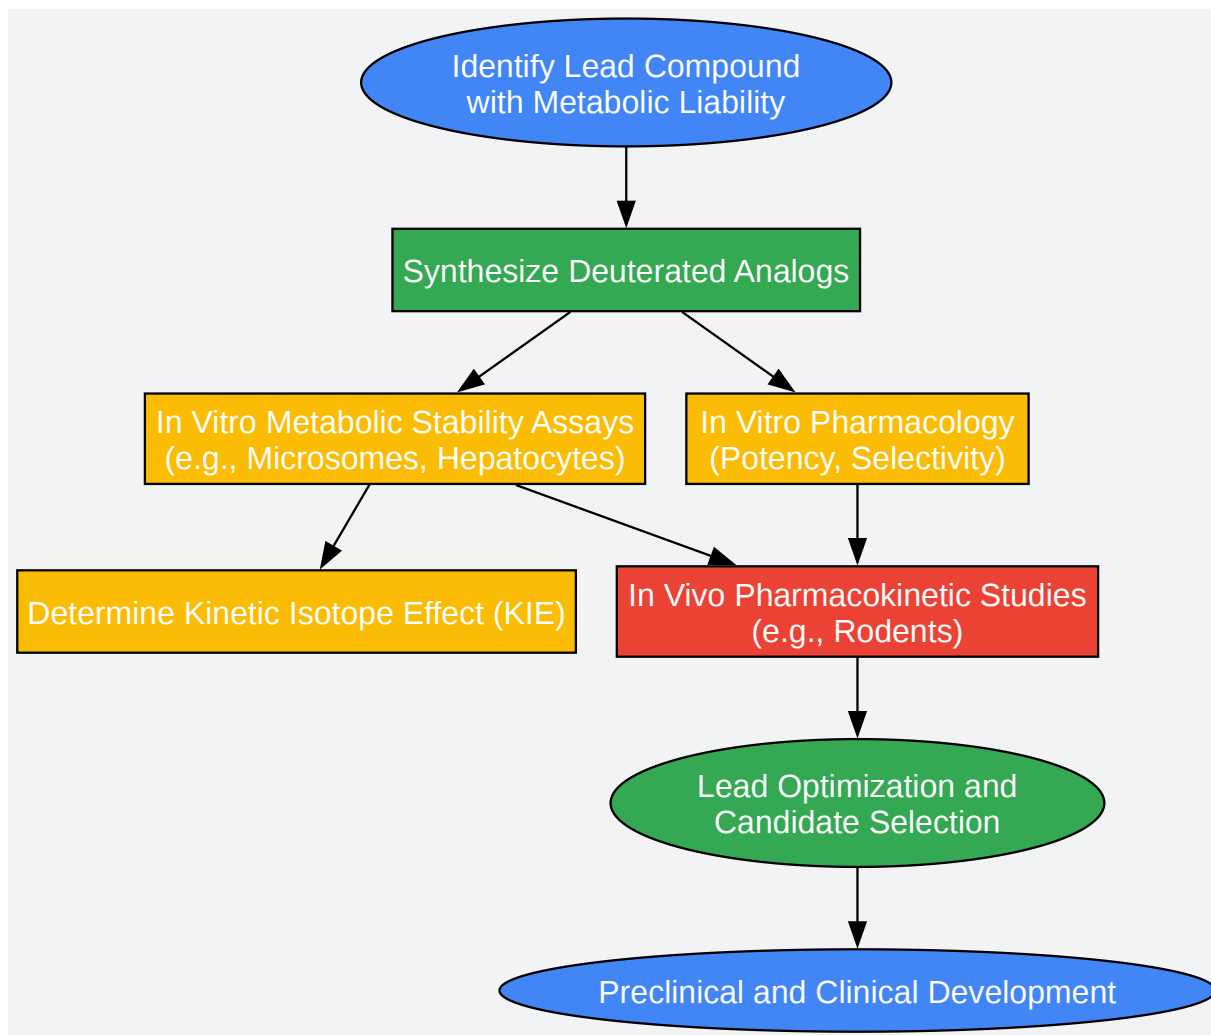 Identify Lead Compound
with Metabolic Liability
Synthesize Deuterated Analogs
In Vitro Metabolic Stability Assays
(e.g., Microsomes, Hepatocytes)
In Vitro Pharmacology
(Potency, Selectivity)
Determine Kinetic Isotope Effect (KIE)
In Vivo Pharmacokinetic Studies
(e.g., Rodents)
Lead Optimization and
Candidate Selection
Preclinical and Clinical Development